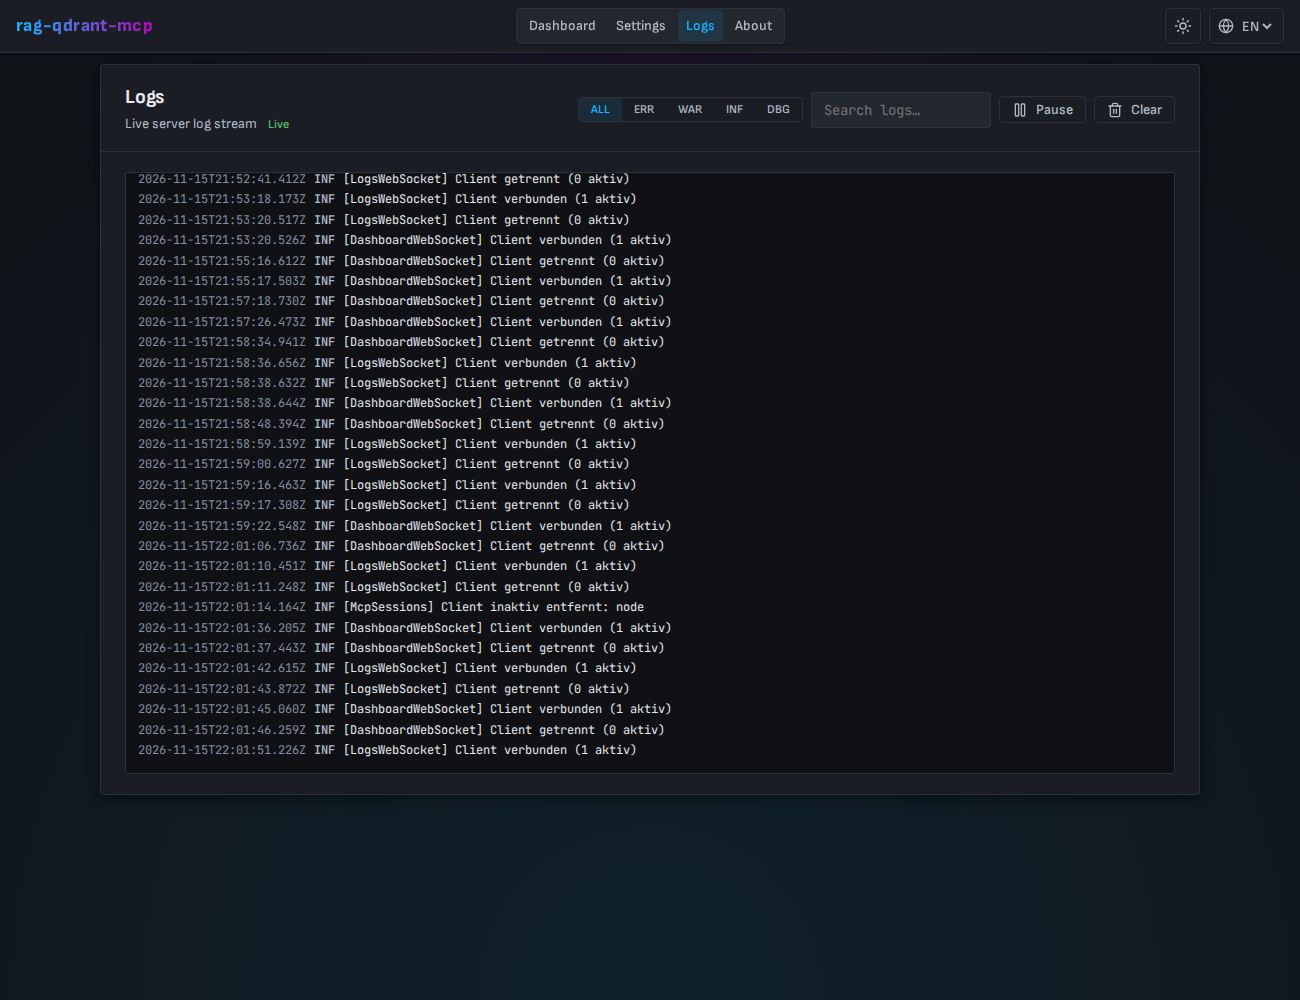 rag-qdrant-mcp
Dashboard Settings Logs About
EN
Logs
Live server log stream Live
ALL ERR WAR INF DBG
Search logs…
Pause
Clear
2026-11-15T21:52:41.412Z INF [LogsWebSocket] Client getrennt (0 aktiv)
2026-11-15T21:53:18.173Z INF [LogsWebSocket] Client verbunden (1 aktiv)
2026-11-15T21:53:20.517Z INF [LogsWebSocket] Client getrennt (0 aktiv)
2026-11-15T21:53:20.526Z INF [DashboardWebSocket] Client verbunden (1 aktiv)
2026-11-15T21:55:16.612Z INF [DashboardWebSocket] Client getrennt (0 aktiv)
2026-11-15T21:55:17.503Z INF [DashboardWebSocket] Client verbunden (1 aktiv)
2026-11-15T21:57:18.730Z INF [DashboardWebSocket] Client getrennt (0 aktiv)
2026-11-15T21:57:26.473Z INF [DashboardWebSocket] Client verbunden (1 aktiv)
2026-11-15T21:58:34.941Z INF [DashboardWebSocket] Client getrennt (0 aktiv)
2026-11-15T21:58:36.656Z INF [LogsWebSocket] Client verbunden (1 aktiv)
2026-11-15T21:58:38.632Z INF [LogsWebSocket] Client getrennt (0 aktiv)
2026-11-15T21:58:38.644Z INF [DashboardWebSocket] Client verbunden (1 aktiv)
2026-11-15T21:58:48.394Z INF [DashboardWebSocket] Client getrennt (0 aktiv)
2026-11-15T21:58:59.139Z INF [LogsWebSocket] Client verbunden (1 aktiv)
2026-11-15T21:59:00.627Z INF [LogsWebSocket] Client getrennt (0 aktiv)
2026-11-15T21:59:16.463Z INF [LogsWebSocket] Client verbunden (1 aktiv)
2026-11-15T21:59:17.308Z INF [LogsWebSocket] Client getrennt (0 aktiv)
2026-11-15T21:59:22.548Z INF [DashboardWebSocket] Client verbunden (1 aktiv)
2026-11-15T22:01:06.736Z INF [DashboardWebSocket] Client getrennt (0 aktiv)
2026-11-15T22:01:10.451Z INF [LogsWebSocket] Client verbunden (1 aktiv)
2026-11-15T22:01:11.248Z INF [LogsWebSocket] Client getrennt (0 aktiv)
2026-11-15T22:01:14.164Z INF [McpSessions] Client inaktiv entfernt: node
2026-11-15T22:01:36.205Z INF [DashboardWebSocket] Client verbunden (1 aktiv)
2026-11-15T22:01:37.443Z INF [DashboardWebSocket] Client getrennt (0 aktiv)
2026-11-15T22:01:42.615Z INF [LogsWebSocket] Client verbunden (1 aktiv)
2026-11-15T22:01:43.872Z INF [LogsWebSocket] Client getrennt (0 aktiv)
2026-11-15T22:01:45.060Z INF [DashboardWebSocket] Client verbunden (1 aktiv)
2026-11-15T22:01:46.259Z INF [DashboardWebSocket] Client getrennt (0 aktiv)
2026-11-15T22:01:51.226Z INF [LogsWebSocket] Client verbunden (1 aktiv)